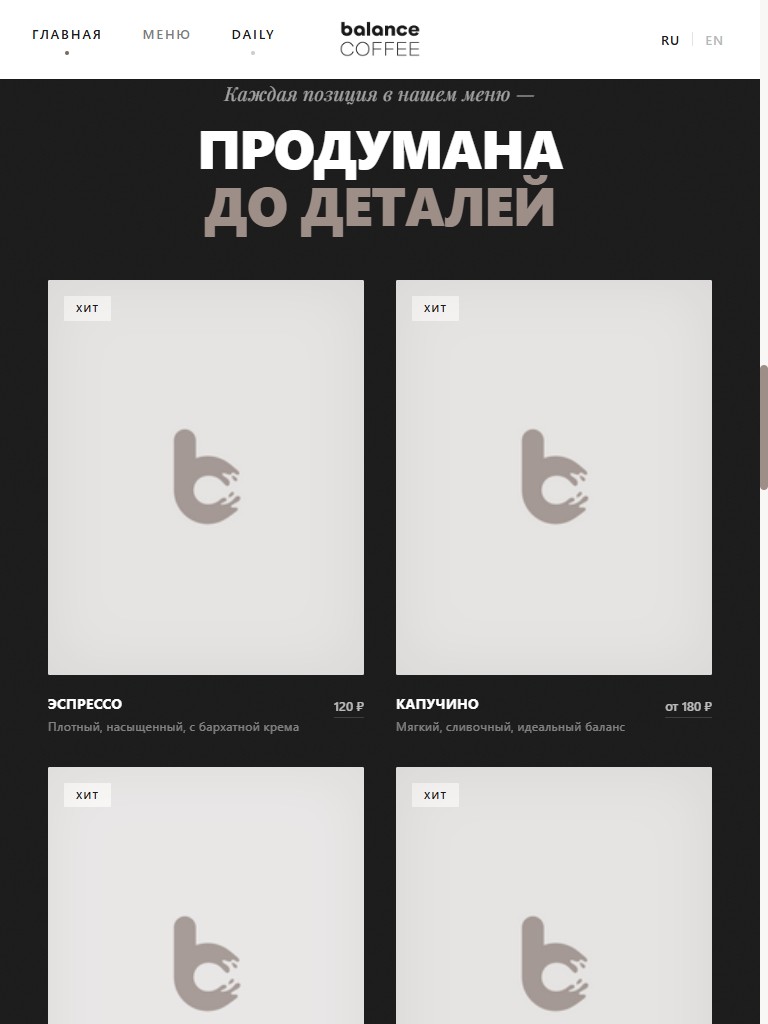 ГЛАВНАЯ МЕНЮ DAILY
balance
COFFEE
RU EN
Каждая позиция в нашем меню —
ПРОДУМАНА
ДО ДЕТАЛЕЙ
ХИТ
ХИТ
ЭСПРЕССО 120 ₽
Плотный, насыщенный, с бархатной крема
КАПУЧИНО от 180 ₽
Мягкий, сливочный, идеальный баланс
ХИТ
ХИТ